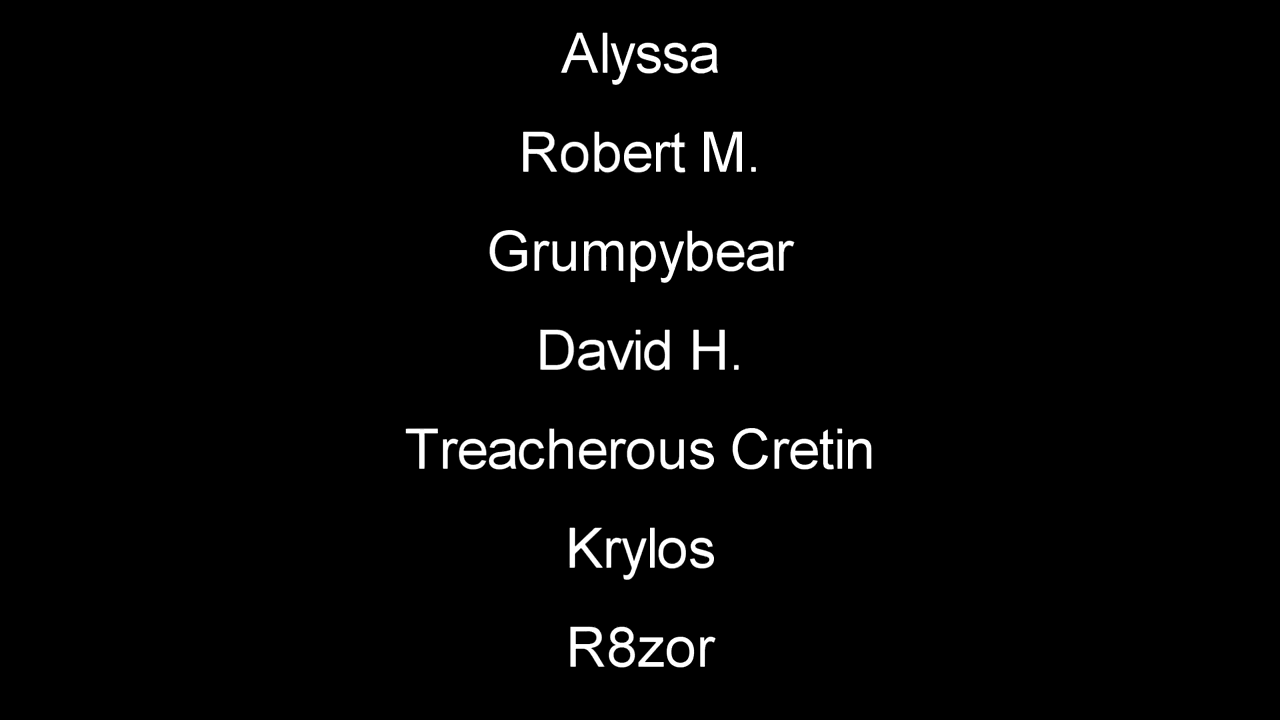 Alyssa
Robert M.
Grumpybear
David H.
Treacherous Cretin
Krylos
R8zor